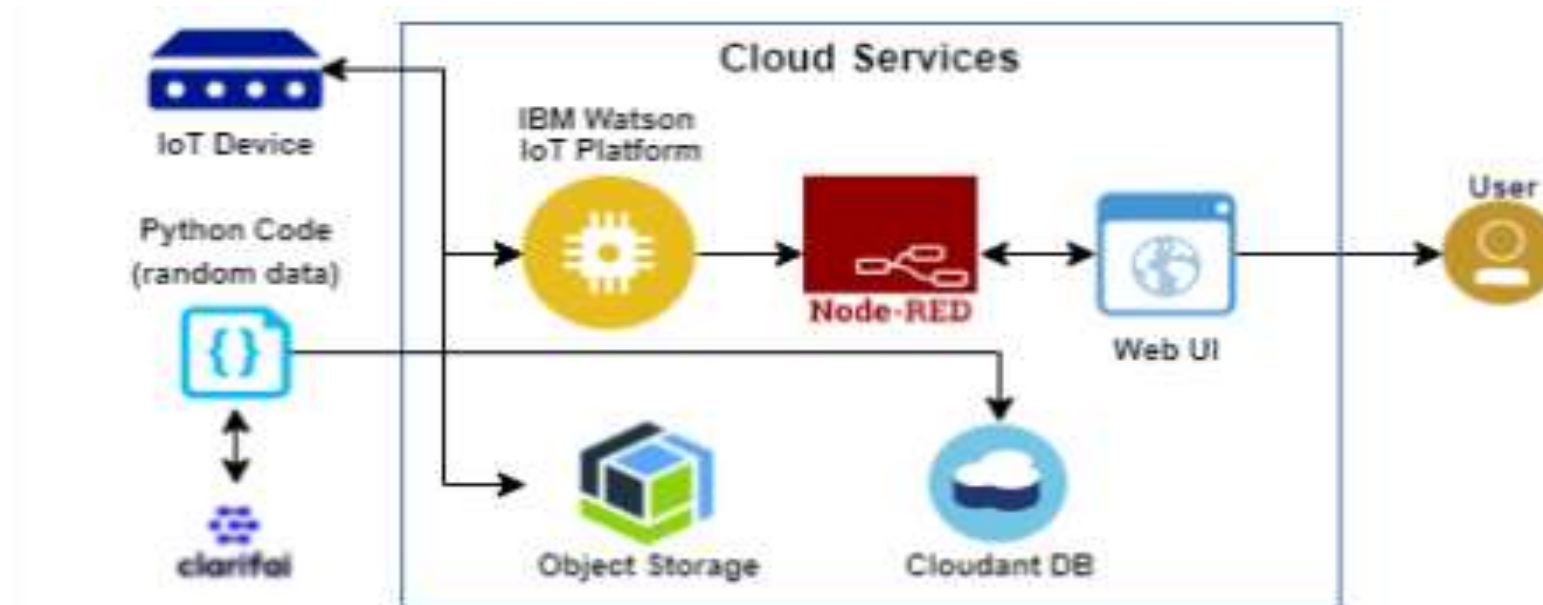 Cloud Services
IoT Device
IBM Watson
IoT Platform
User
Python Code
(random data)
{}
Node-RED
Web UI
clarifai
Object Storage
Cloudant DB